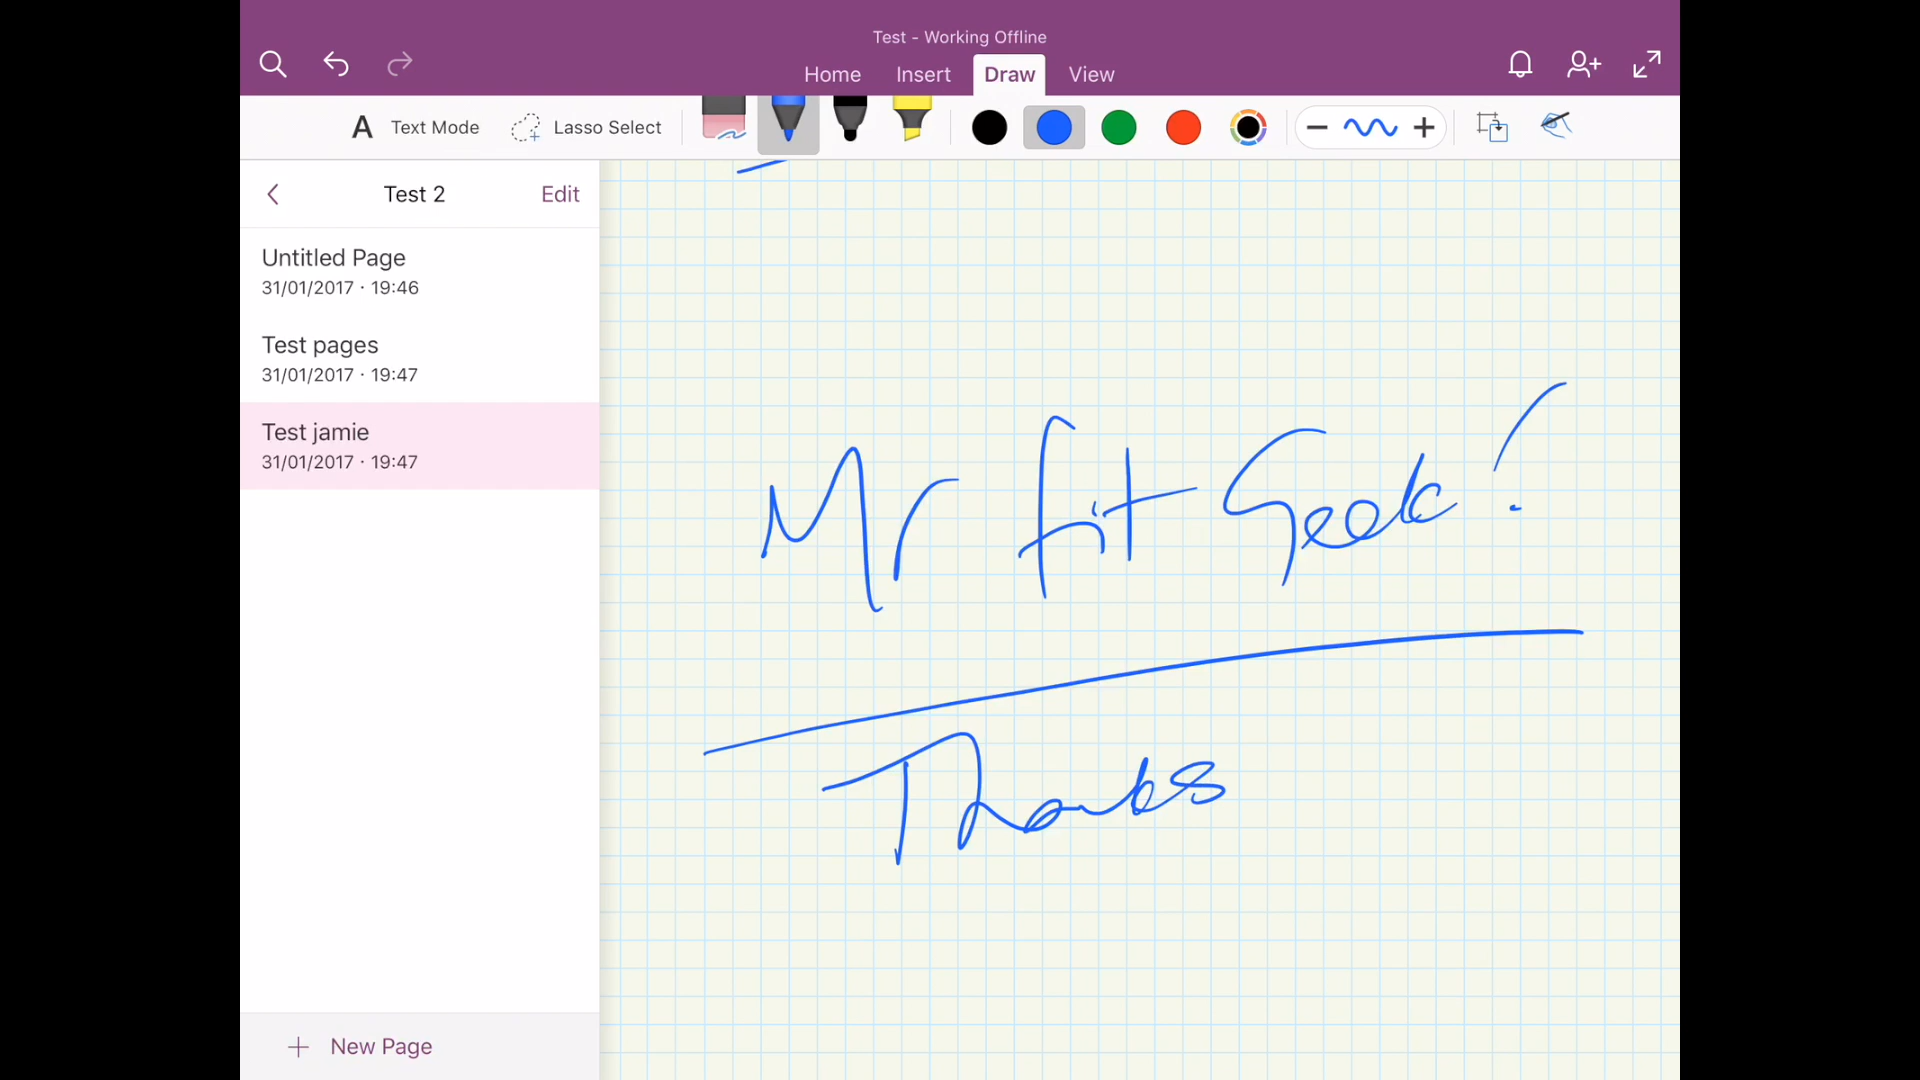 Test - Working Offline
Home Insert Draw View
A Text Mode Lasso Select
Test 2 Edit
Untitled Page
31/01/2017 · 19:46
Test pages
31/01/2017 · 19:47
Test jamie
31/01/2017 · 19:47
New Page
Mr fit Geek!
Thanks